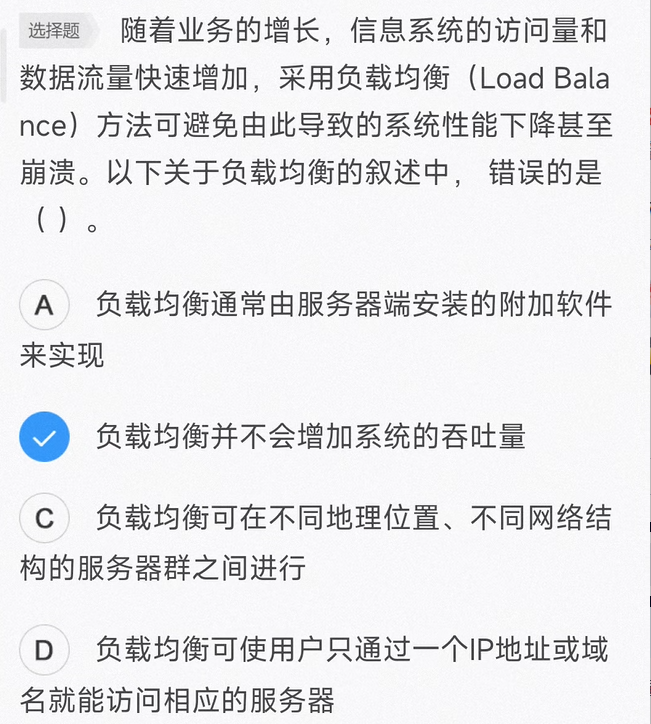 选择题 随着业务的增长，信息系统的访问量和
数据流量快速增加，采用负载均衡（Load Bala
nce）方法可避免由此导致的系统性能下降甚至
崩溃。以下关于负载均衡的叙述中， 错误的是
（ ）。
A 负载均衡通常由服务器端安装的附加软件
来实现
负载均衡并不会增加系统的吞吐量
C 负载均衡可在不同地理位置、不同网络结
构的服务器群之间进行
D 负载均衡可使用户只通过一个IP地址或域
名就能访问相应的服务器